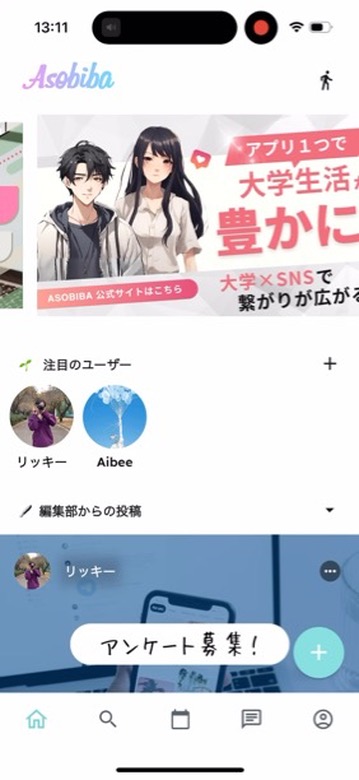 13:11
Asobiba
アプリ1つで
大学生活
豊かに
大学×SNSで
繋がりが広がる
ASOBIBA 公式サイトはこちら
注目のユーザー
リッキー
Aibee
編集部からの投稿
リッキー
アンケート募集!